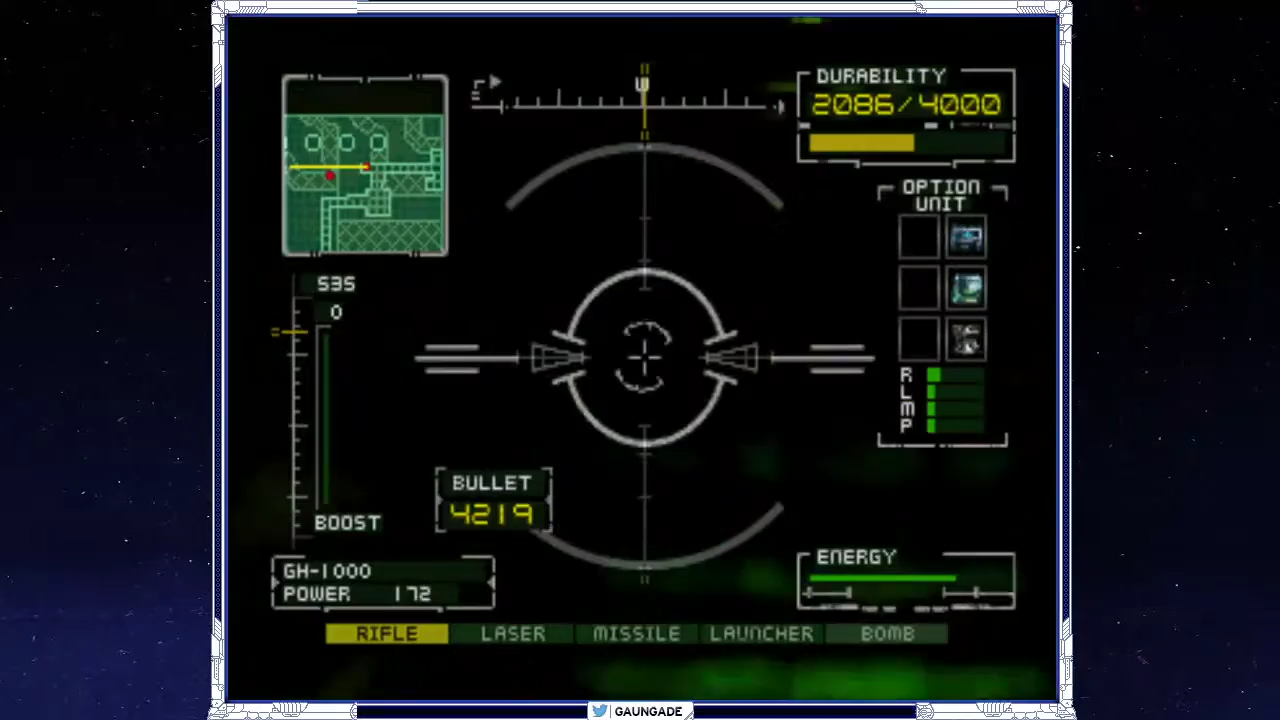 W
DURABILITY
2086/4000
OPTION
UNIT
535
0
R
L
M
P
BULLET
4219
BOOST
GH-1000
POWER 172
ENERGY
RIFLE LASER MISSILE LAUNCHER BOMB
GAUNGADE